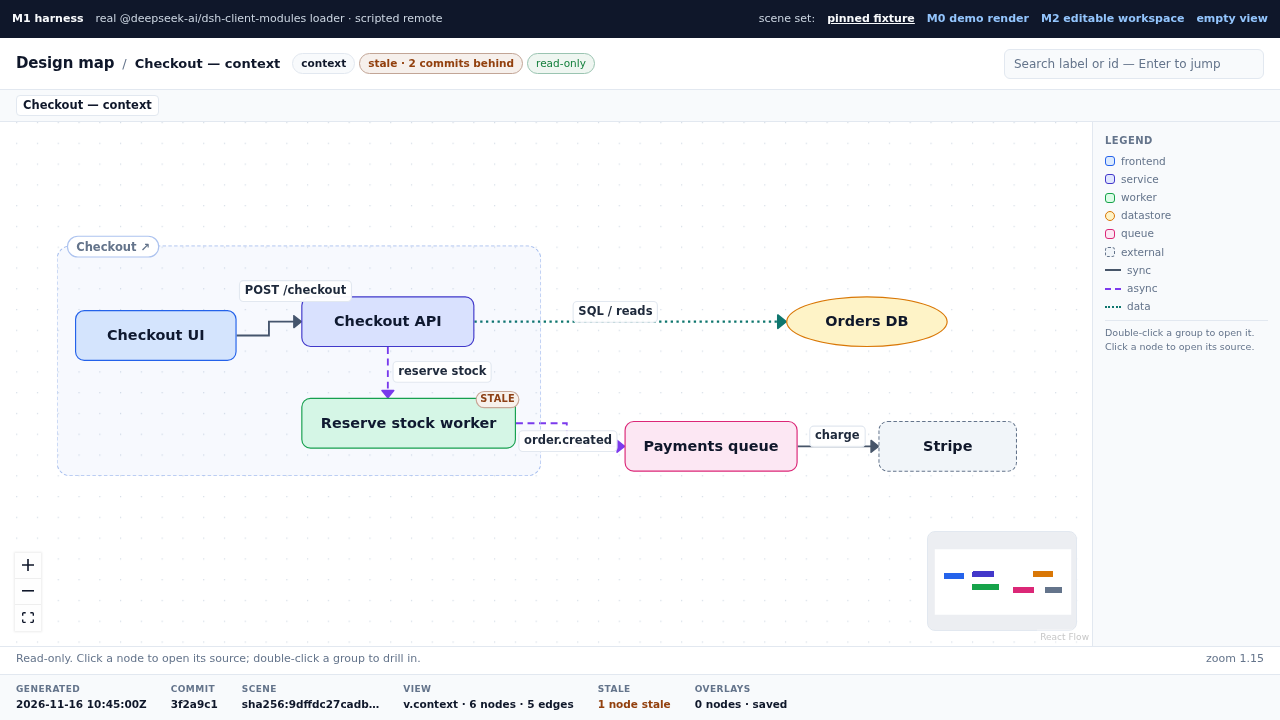 M1 harness real @deepseek-ai/dsh-client-modules loader · scripted remote scene set: pinned fixture M0 demo render M2 editable workspace empty view
Design map / Checkout — context context stale · 2 commits behind read-only Search label or id — Enter to jump
Checkout — context
LEGEND
frontend
service
worker
datastore
queue
external
sync
async
data
Double-click a group to open it.
Click a node to open its source.
Checkout ↗
POST /checkout
Checkout UI
Checkout API
SQL / reads
Orders DB
reserve stock
STALE
Reserve stock worker
order.created
Payments queue
charge
Stripe
React Flow
Read-only. Click a node to open its source; double-click a group to drill in. zoom 1.15
GENERATED COMMIT SCENE VIEW STALE OVERLAYS
2026-11-16 10:45:00Z 3f2a9c1 sha256:9dffdc27cadb… v.context · 6 nodes · 5 edges 1 node stale 0 nodes · saved